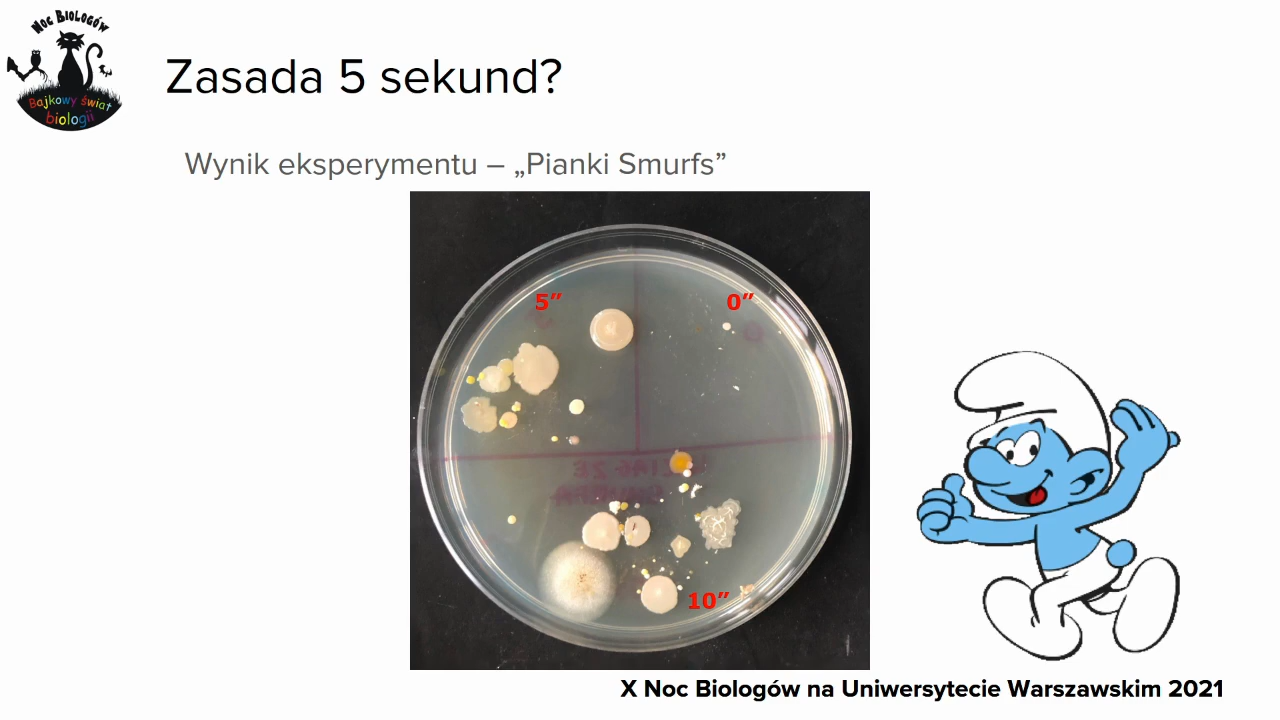 Noc Biologów
Bajkowy świat
biologii
Zasada 5 sekund?
Wynik eksperymentu – „Pianki Smurfs”
5”
0”
10”
X Noc Biologów na Uniwersytecie Warszawskim 2021